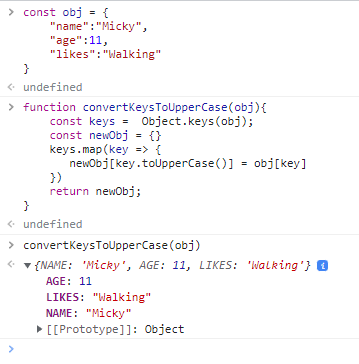 const obj = {
"name":"Micky",
"age":11,
"likes":"Walking"
}
undefined
function convertKeysToUpperCase(obj){
const keys =  Object.keys(obj);
const newObj = {}
keys.map(key => {
newObj[key.toUpperCase()] = obj[key]
})
return newObj;
}
undefined
convertKeysToUpperCase(obj)
{NAME: 'Micky', AGE: 11, LIKES: 'Walking'} i
AGE: 11
LIKES: "Walking"
NAME: "Micky"
[[Prototype]]: Object